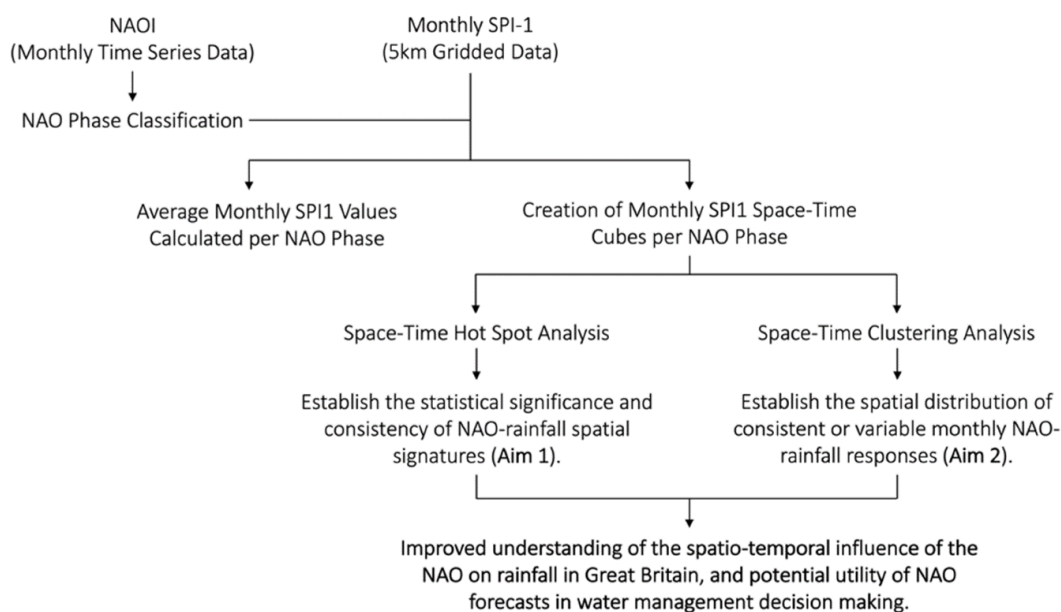 NAOI
(Monthly Time Series Data)
Monthly SPI-1
(5km Gridded Data)
NAO Phase Classification
Average Monthly SPI1 Values
Calculated per NAO Phase
Creation of Monthly SPI1 Space-Time
Cubes per NAO Phase
Space-Time Hot Spot Analysis
Space-Time Clustering Analysis
Establish the statistical significance and
consistency of NAO-rainfall spatial
signatures (Aim 1).
Establish the spatial distribution of
consistent or variable monthly NAO-
rainfall responses (Aim 2).
Improved understanding of the spatio-temporal influence of the
NAO on rainfall in Great Britain, and potential utility of NAO
forecasts in water management decision making.